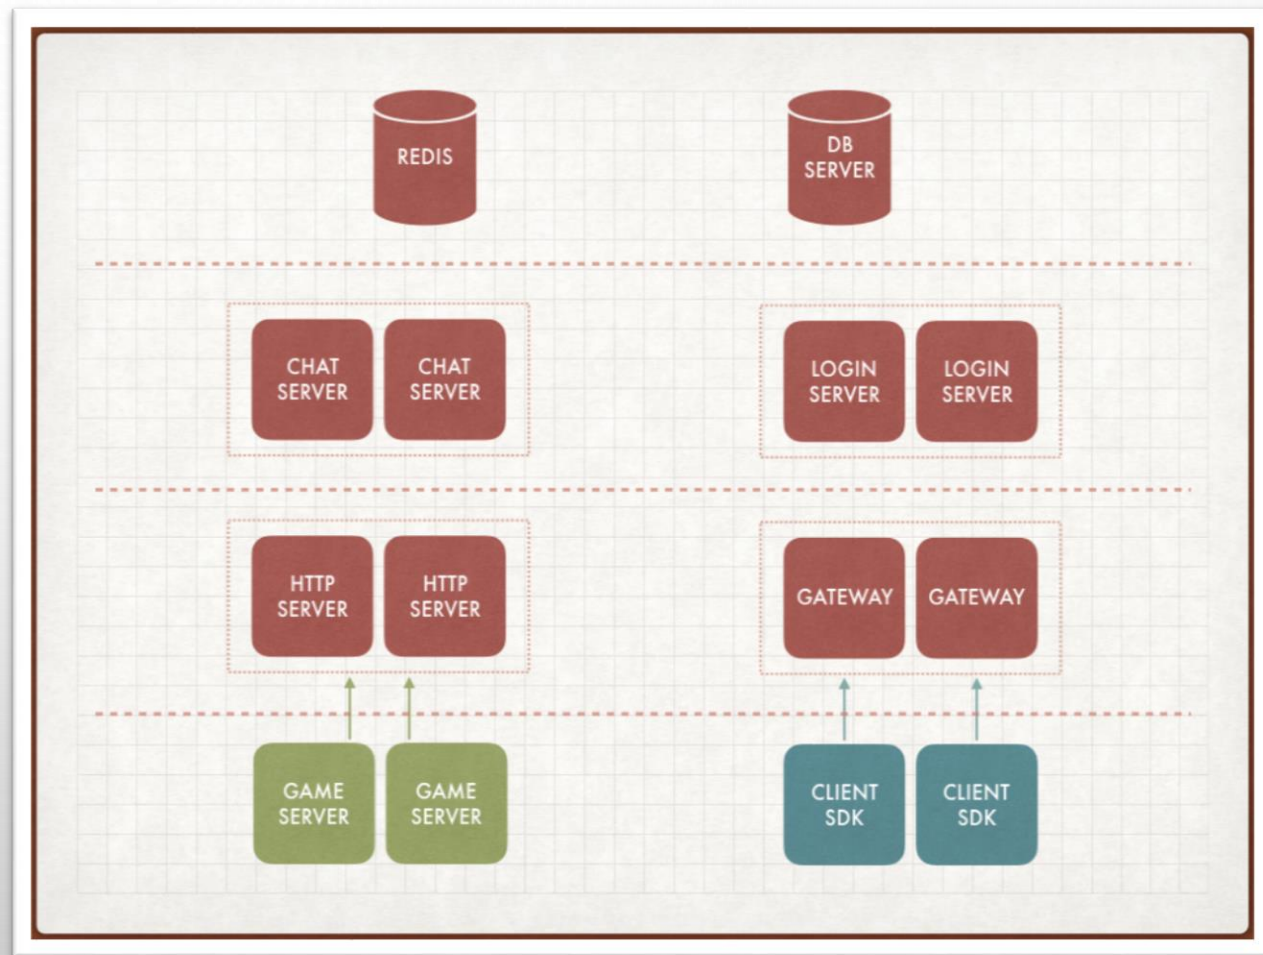 REDIS
DB
SERVER
CHAT
SERVER
CHAT
SERVER
LOGIN
SERVER
LOGIN
SERVER
HTTP
SERVER
HTTP
SERVER
GATEWAY
GATEWAY
GAME
SERVER
GAME
SERVER
CLIENT
SDK
CLIENT
SDK